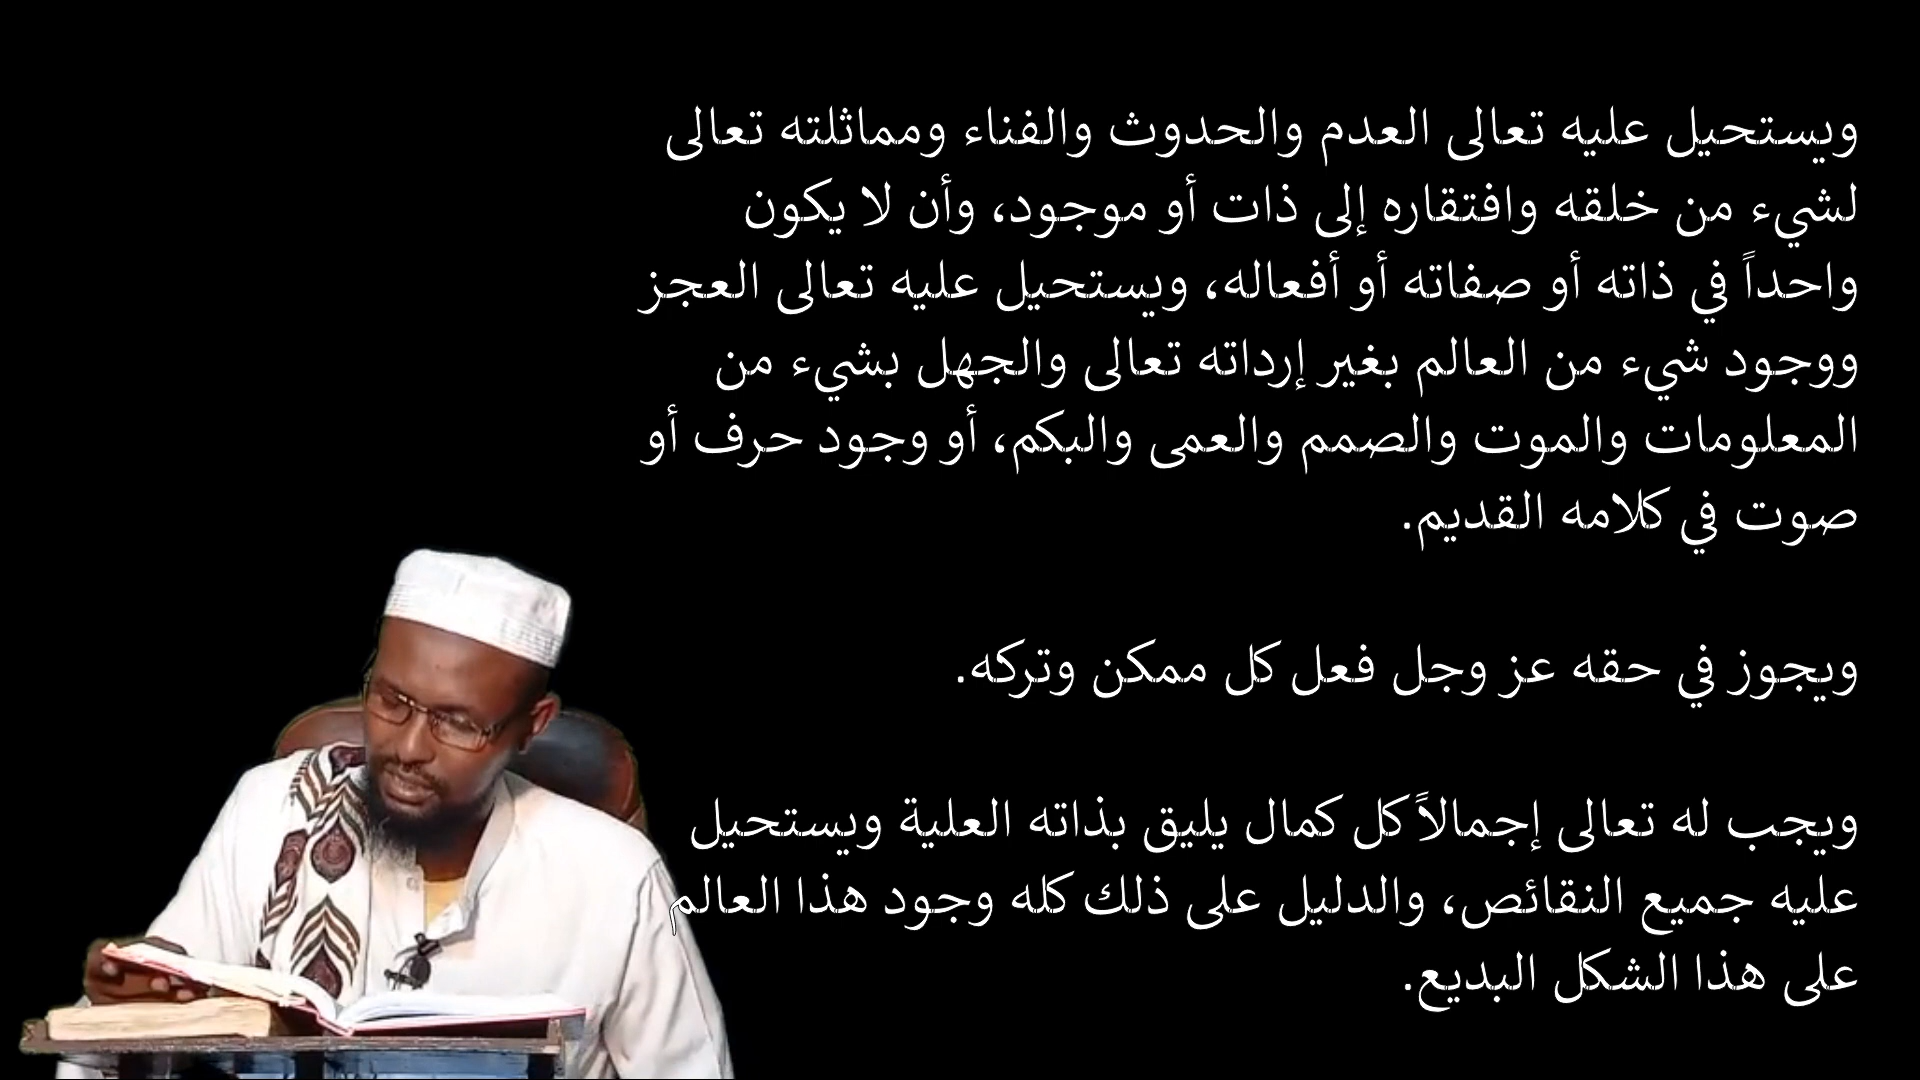 ويستحيل عليه تعالى العدم والحدوث والفناء ومماثلته تعالى
لشيء من خلقه وافتقاره إلى ذات أو موجود، وأن لا يكون
واحداً في ذاته أو صفاته أو أفعاله، ويستحيل عليه تعالى العجز
ووجود شيء من العالم بغير إرداته تعالى والجهل بشيء من
المعلومات والموت والصمم والعمى والبكم، أو وجود حرف أو
صوت في كلامه القديم.
ويجوز في حقه عز وجل فعل كل ممكن وتركه.
ويجب له تعالى إجمالاً كل كمال يليق بذاته العلية ويستحيل
عليه جميع النقائص، والدليل على ذلك كله وجود هذا العالم
على هذا الشكل البديع.